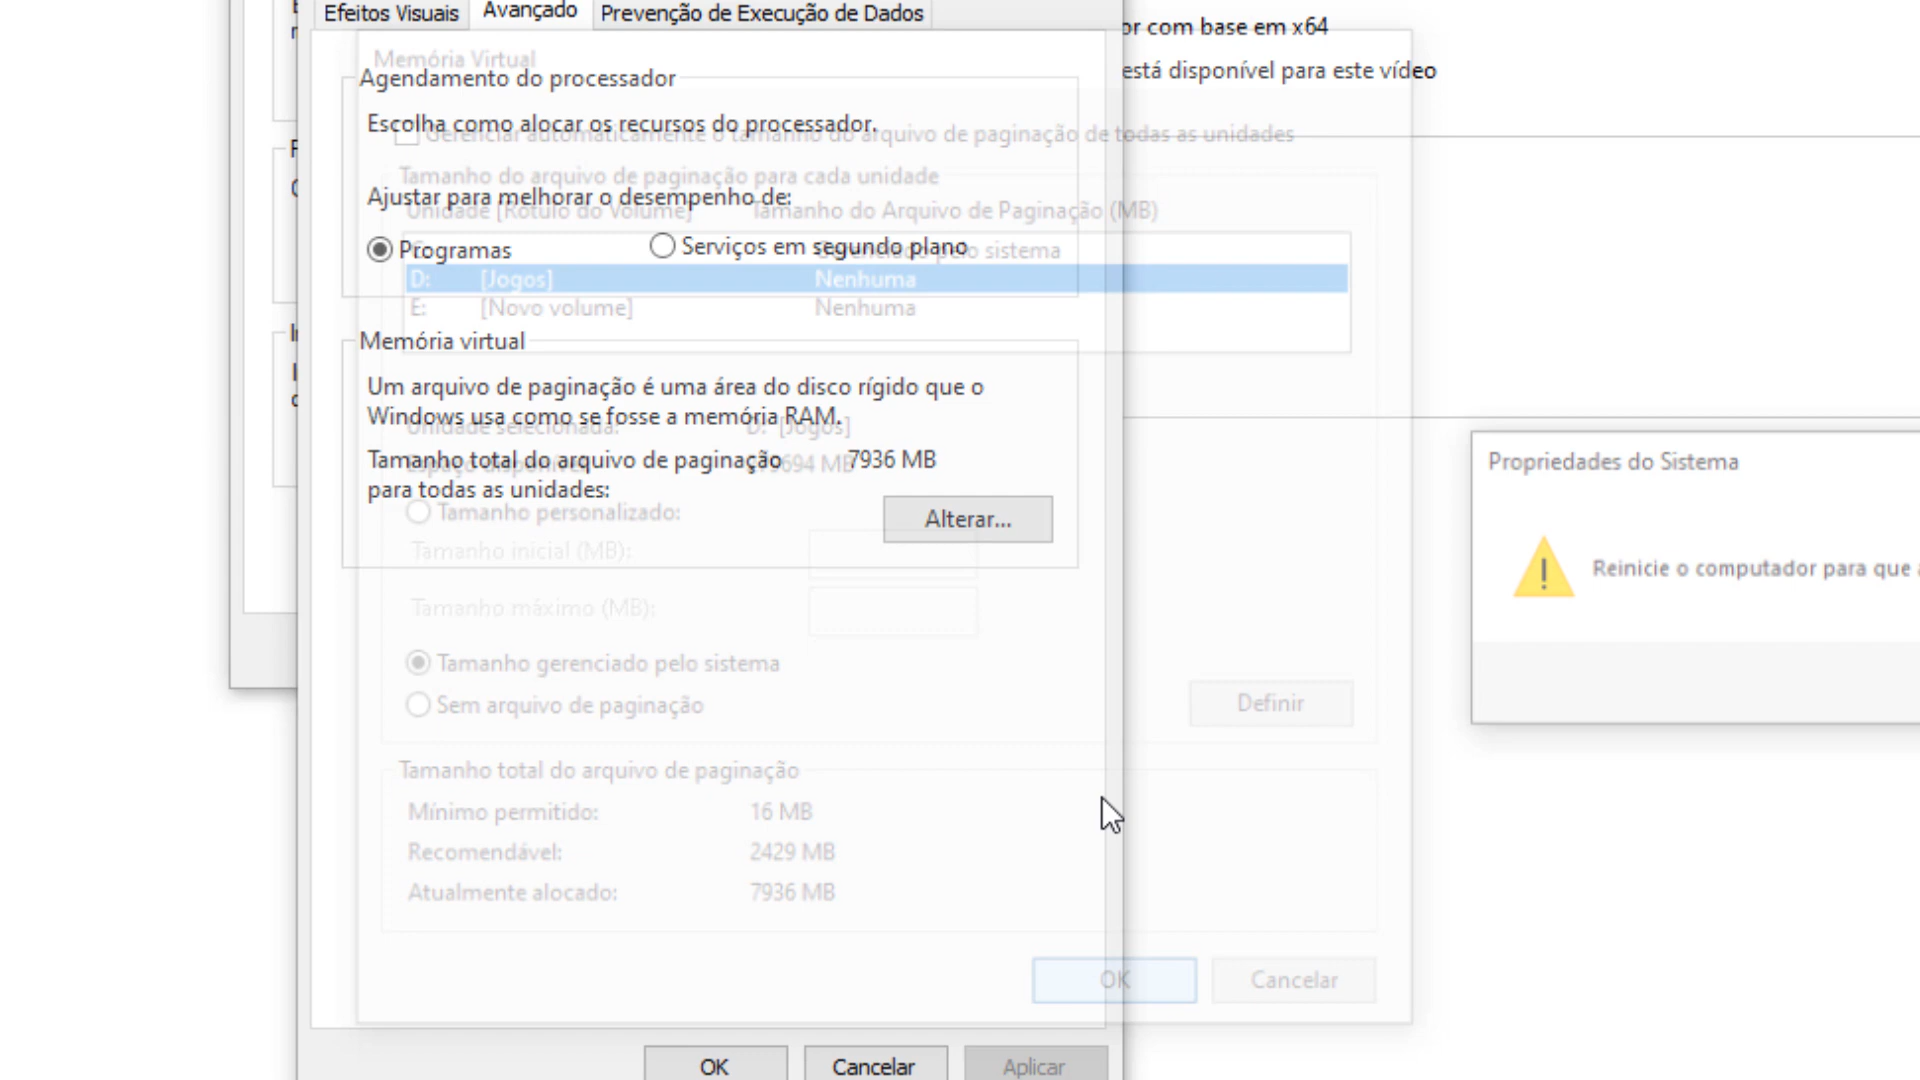 Efeitos Visuais
Avançado
Prevenção de Execução de Dados
or com base em x64
está disponível para este vídeo
Memória Virtual
Agendamento do processador
Escolha como alocar os recursos do processador.
Gerenciar automaticamente o tamanho do arquivo de paginação de todas as unidades
Tamanho do arquivo de paginação para cada unidade
Ajustar para melhorar o desempenho de:
Unidade [Rótulo do Volume]
Tamanho do Arquivo de Paginação (MB)
Programas
Serviços em segundo plano
Gerenciado pelo sistema
D: [Jogos] Nenhuma
E: [Novo volume] Nenhuma
Memória virtual
Um arquivo de paginação é uma área do disco rígido que o
Windows usa como se fosse a memória RAM.
Unidade selecionada: D: [Jogos]
Tamanho total do arquivo de paginação 7936 MB
para todas as unidades:
Tamanho personalizado:
Alterar...
Tamanho inicial (MB):
Tamanho máximo (MB):
Tamanho gerenciado pelo sistema
Sem arquivo de paginação
Definir
Tamanho total do arquivo de paginação
Mínimo permitido: 16 MB
Recomendável: 2429 MB
Atualmente alocado: 7936 MB
OK
Cancelar
OK
Cancelar
Aplicar
Propriedades do Sistema
Reinicie o computador para que a